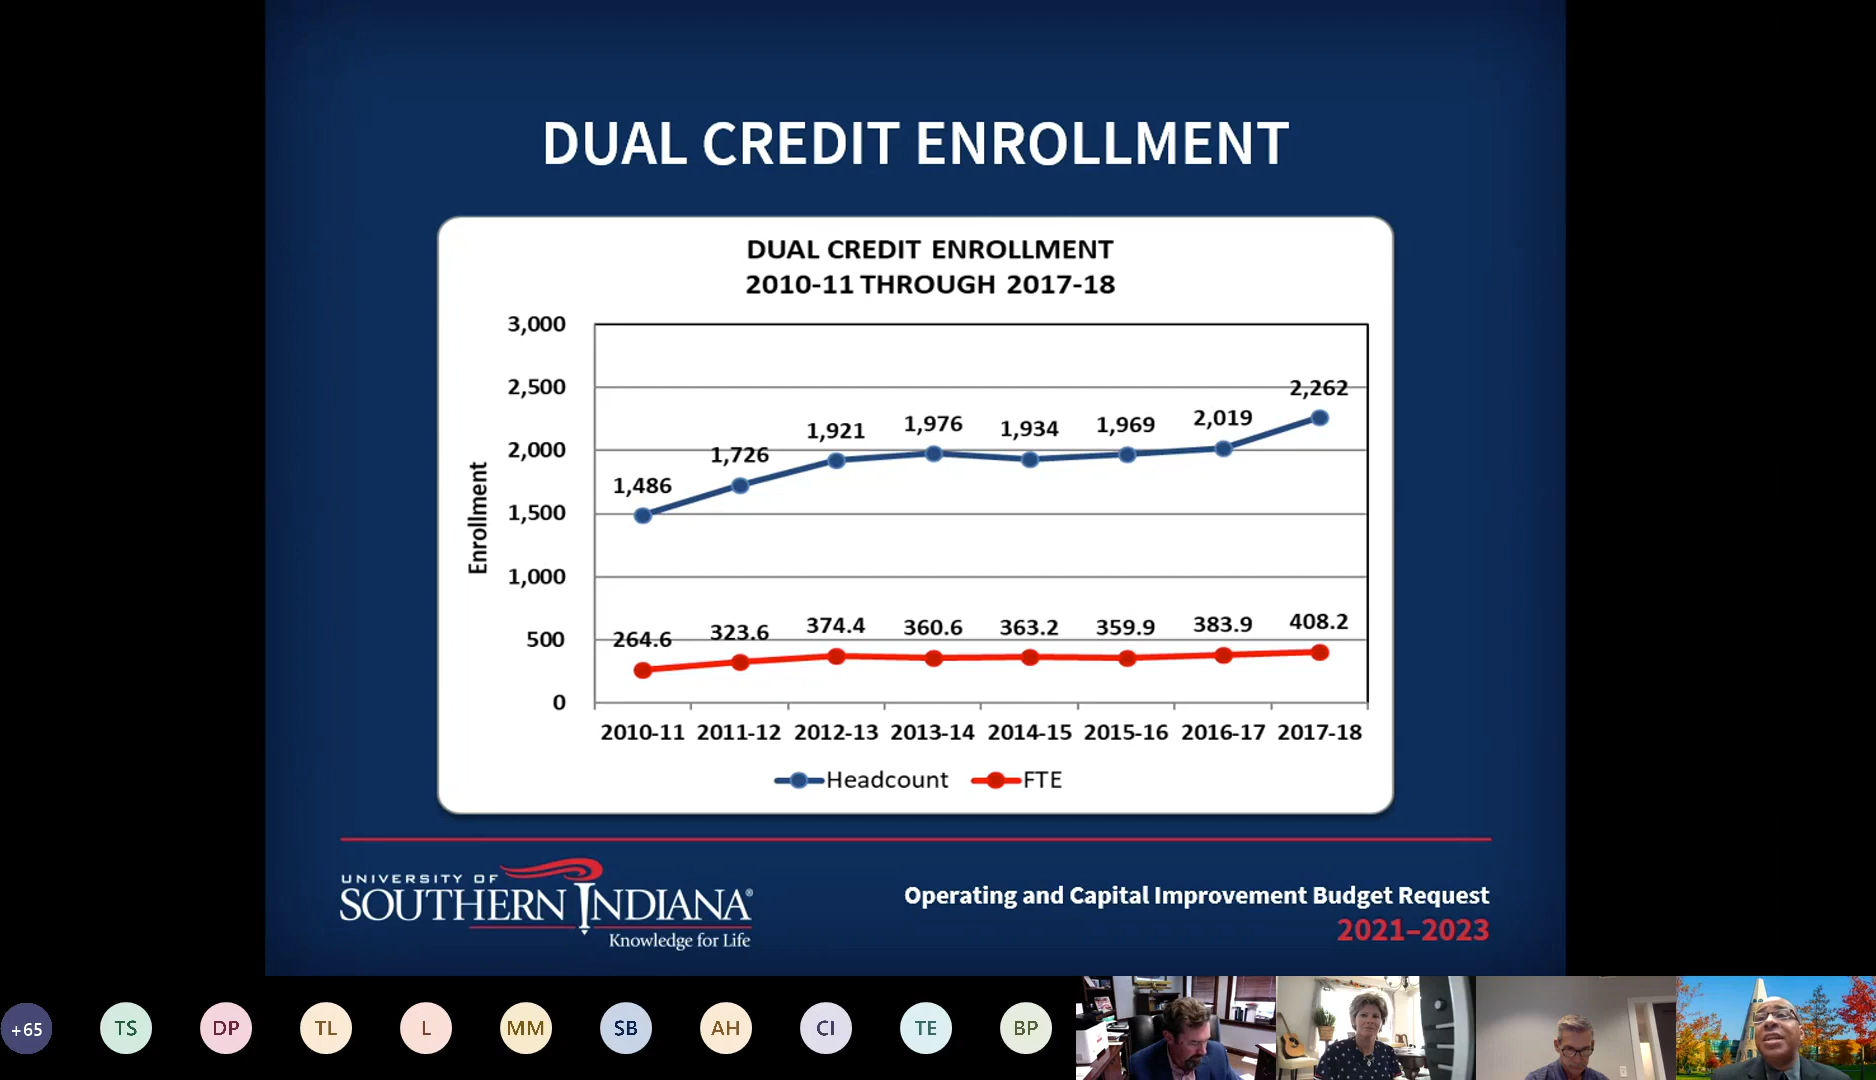 DUAL CREDIT ENROLLMENT
DUAL CREDIT ENROLLMENT
2010-11 THROUGH 2017-18
3,000
2,500
2,000
1,500
1,000
500
0
Enrollment
1,486
1,726
1,921
1,976
1,934
1,969
2,019
2,262
264.6
323.6
374.4
360.6
363.2
359.9
383.9
408.2
2010-11 2011-12 2012-13 2013-14 2014-15 2015-16 2016-17 2017-18
Headcount FTE
UNIVERSITY OF
SOUTHERN INDIANA®
Knowledge for Life
Operating and Capital Improvement Budget Request
2021–2023
+65 TS DP TL L MM SB AH CI TE BP